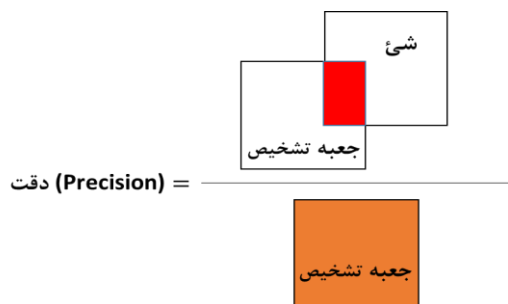 شئ
جعبه تشخیص
دقت (Precision) =
جعبه تشخیص